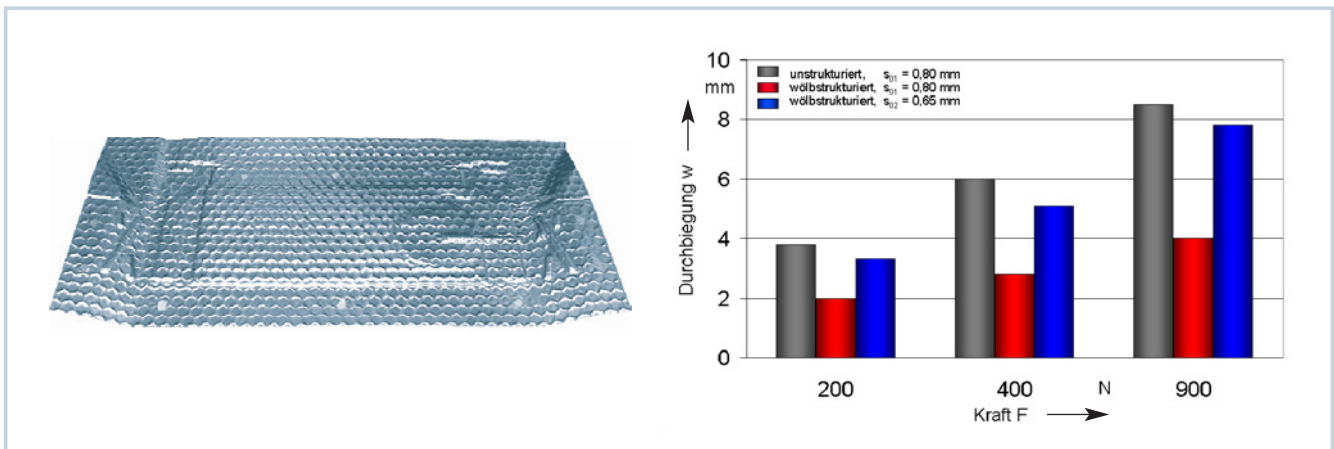 10
mm
8
6
4
2
0
Durchbiegung w
unstrukturiert, s₀₁ = 0,80 mm
wölbstrukturiert, s₀₁ = 0,80 mm
wölbstrukturiert, s₀₂ = 0,65 mm
200 400 N 900
Kraft F